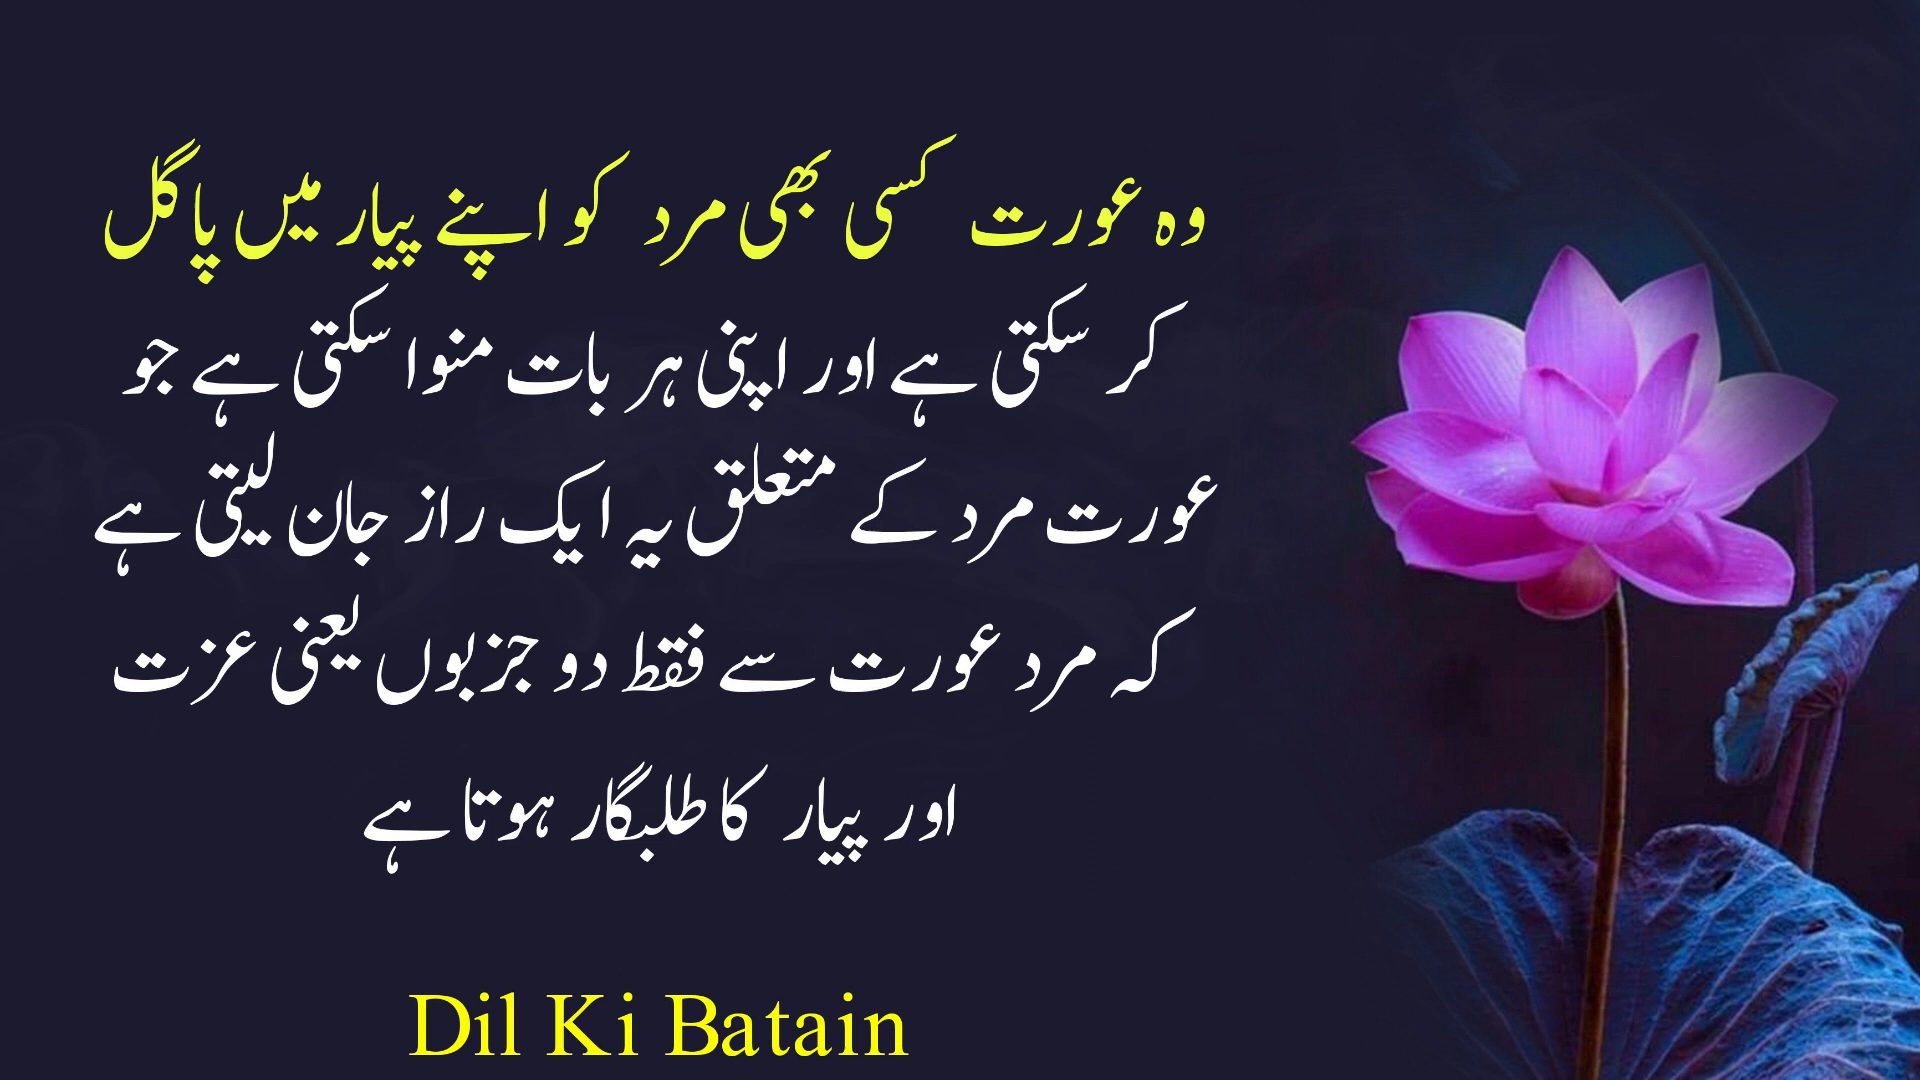 وہ عورت کسی بھی مرد کو اپنے پیار میں پاگل
کر سکتی ہے اور اپنی ہر بات منوا سکتی ہے جو
عورت مرد کے متعلق یہ ایک راز جان لیتی ہے
کہ مرد عورت سے فقط دو جزبوں یعنی عزت
اور پیار کا طلبگار ہوتا ہے
Dil Ki Batain